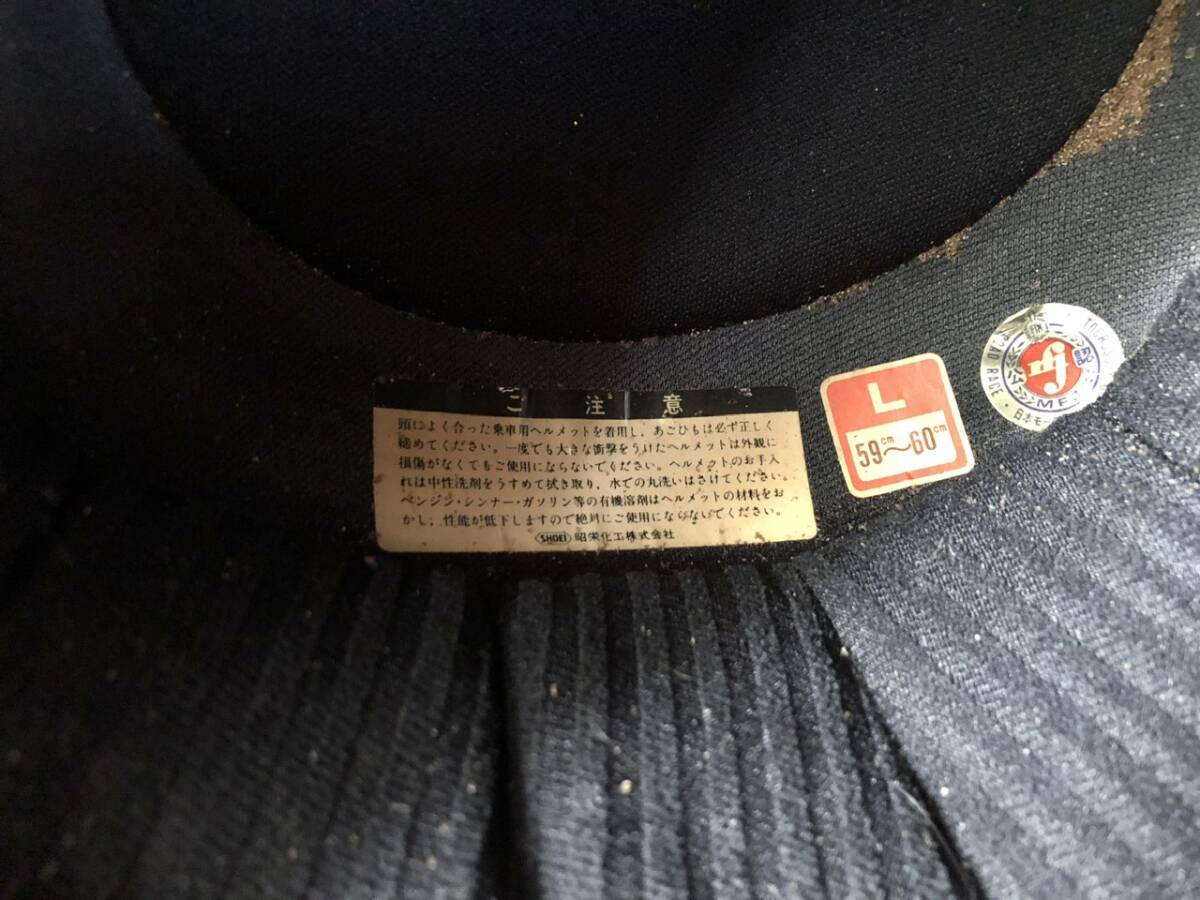 ご注意
頭によく合った乗車用ヘルメットを着用し、あごひもは必ず正しく
締めてください。一度でも大きな衝撃をうけたヘルメットは外観に
損傷がなくてもご使用にならないでください。ヘルメットのお手入
れは中性洗剤をうすめて拭き取り、水での丸洗いはさけてください。
ベンジン・シンナー・ガソリン等の有機溶剤はヘルメットの材料をお
かし、性能が低下しますので絶対にご使用にならないでください。
SHOEI 昭栄化工株式会社
L
59cm〜60cm
RACE
日本モー